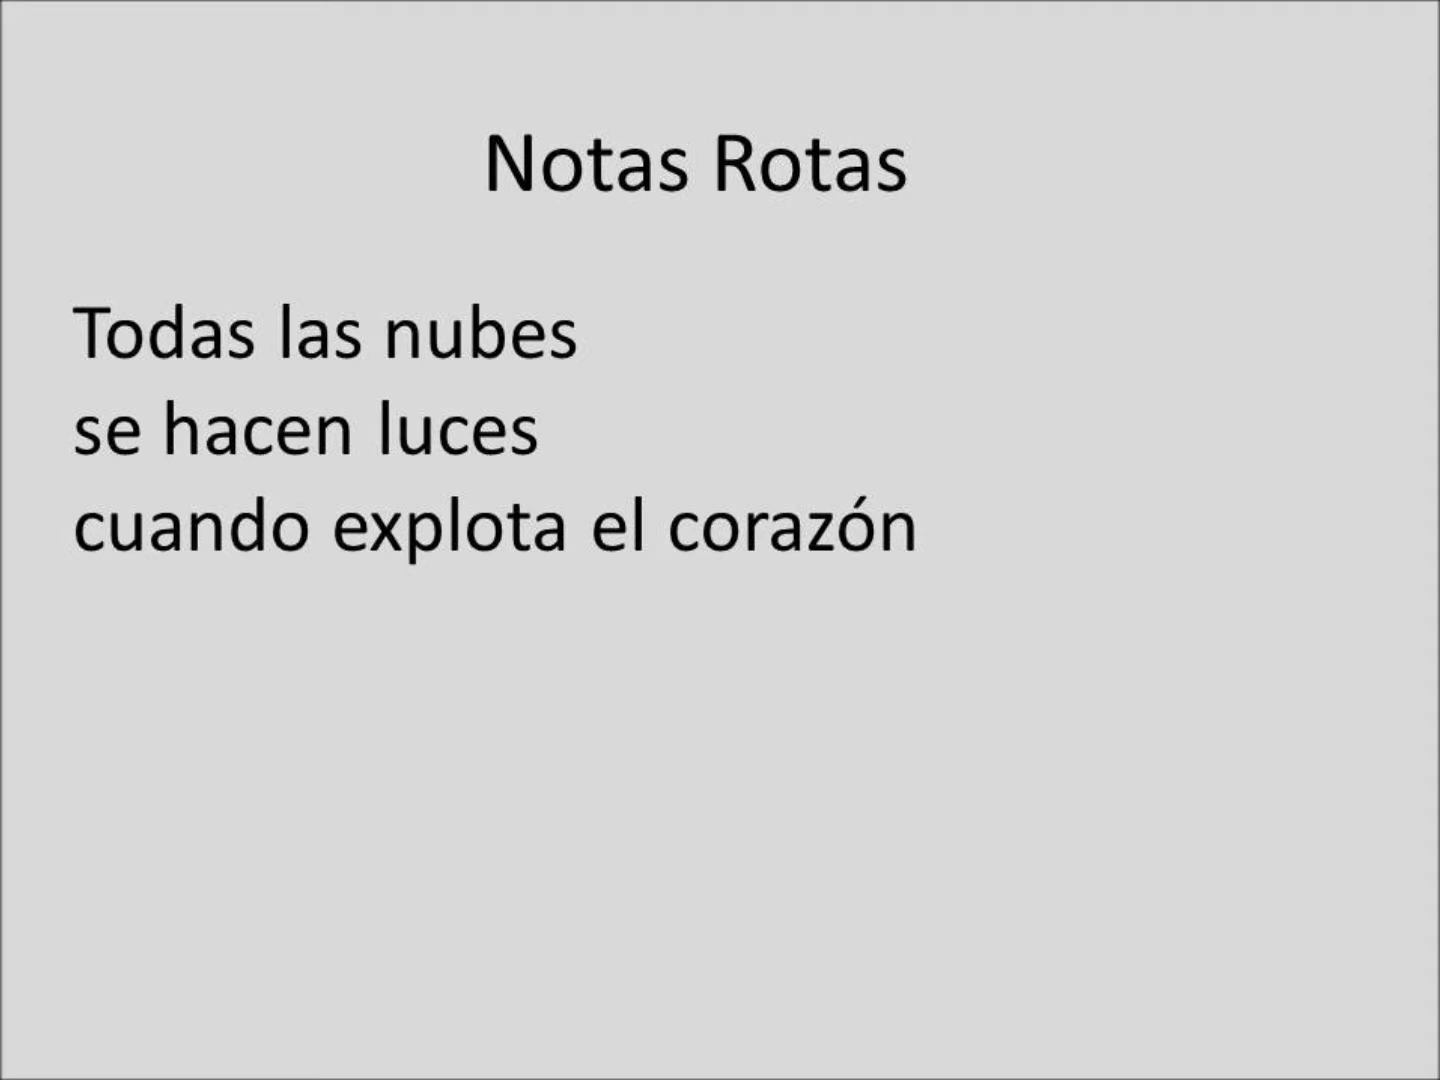 Notas Rotas
Todas las nubes
se hacen luces
cuando explota el corazón